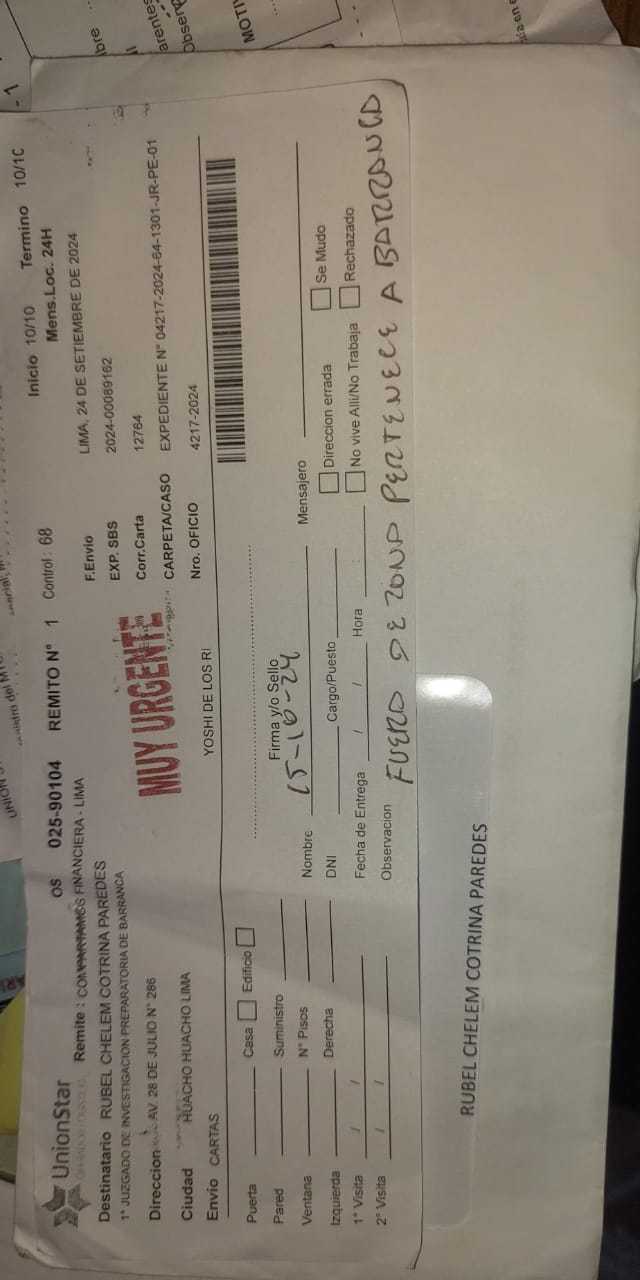 UnionStar
OS 025-90104 REMITO N° 1 Control : 68
Inicio 10/10 Termino 10/10
Mens.Loc. 24H
Remite : COMPARTAMOS FINANCIERA - LIMA
F.Envio LIMA, 24 DE SETIEMBRE DE 2024
Destinatario RUBEL CHELEM COTRINA PAREDES
EXP. SBS 2024-00089162
1° JUZGADO DE INVESTIGACION PREPARATORIA DE BARRANCA
MUY URGENTE
Corr.Carta 12764
Direccion AV. 28 DE JULIO N° 286
CARPETA/CASO EXPEDIENTE N° 04217-2024-64-1301-JR-PE-01
Ciudad HUACHO HUACHO LIMA
Nro. OFICIO 4217-2024
Envio CARTAS
YOSHI DE LOS RI
Puerta Casa Edificio
Pared Suministro
Firma y/o Sello
Ventana N° Pisos
Nombre 15-10-24 Mensajero
Izquierda Derecha
DNI Cargo/Puesto Direccion errada Se Mudo
1° Visita / /
Fecha de Entrega / / Hora No vive Alli/No Trabaja Rechazado
2° Visita / /
Observacion FUERA DE ZONA PERTENECE A BARRANCA
RUBEL CHELEM COTRINA PAREDES